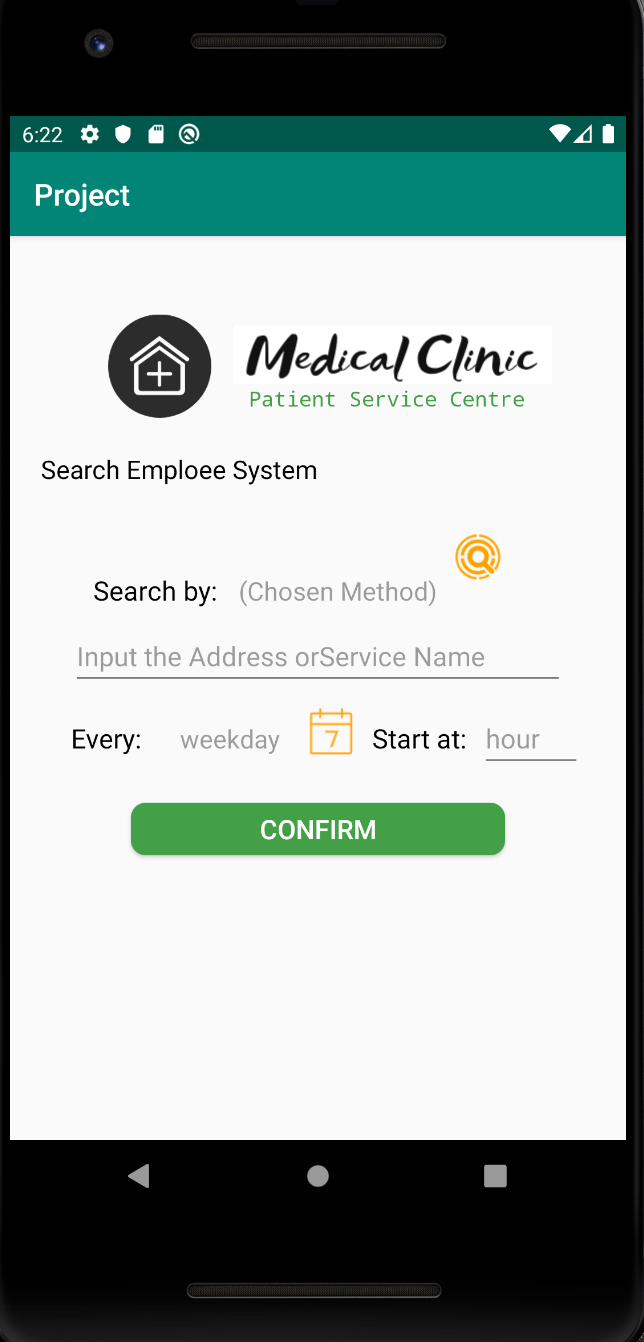 6:22
Project
Medical Clinic
Patient Service Centre
Search Emploee System
Search by: (Chosen Method)
Input the Address orService Name
Every: weekday 7 Start at: hour
CONFIRM